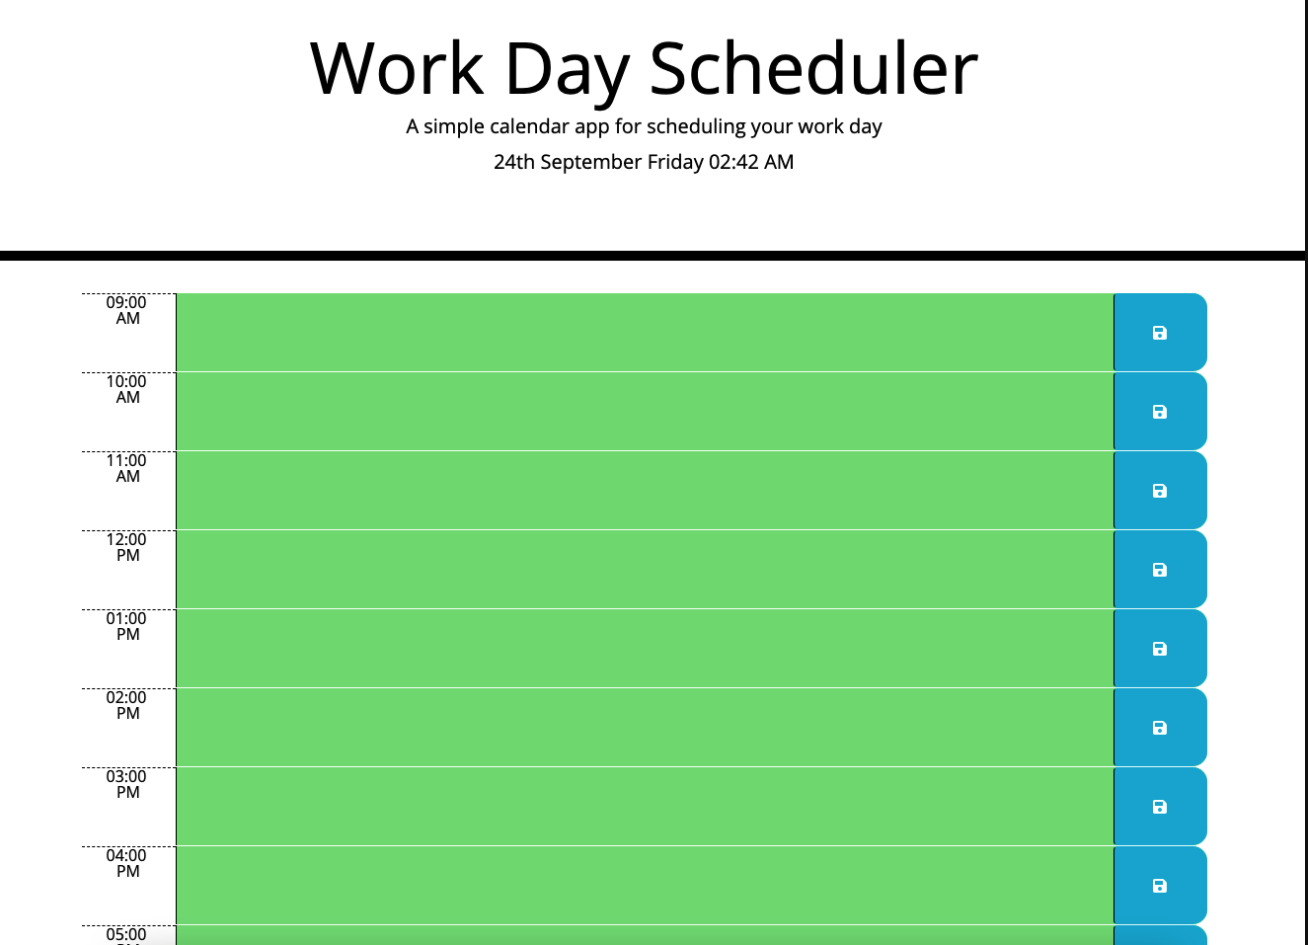 Work Day Scheduler
A simple calendar app for scheduling your work day
24th September Friday 02:42 AM
09:00
AM
10:00
AM
11:00
AM
12:00
PM
01:00
PM
02:00
PM
03:00
PM
04:00
PM
05:00